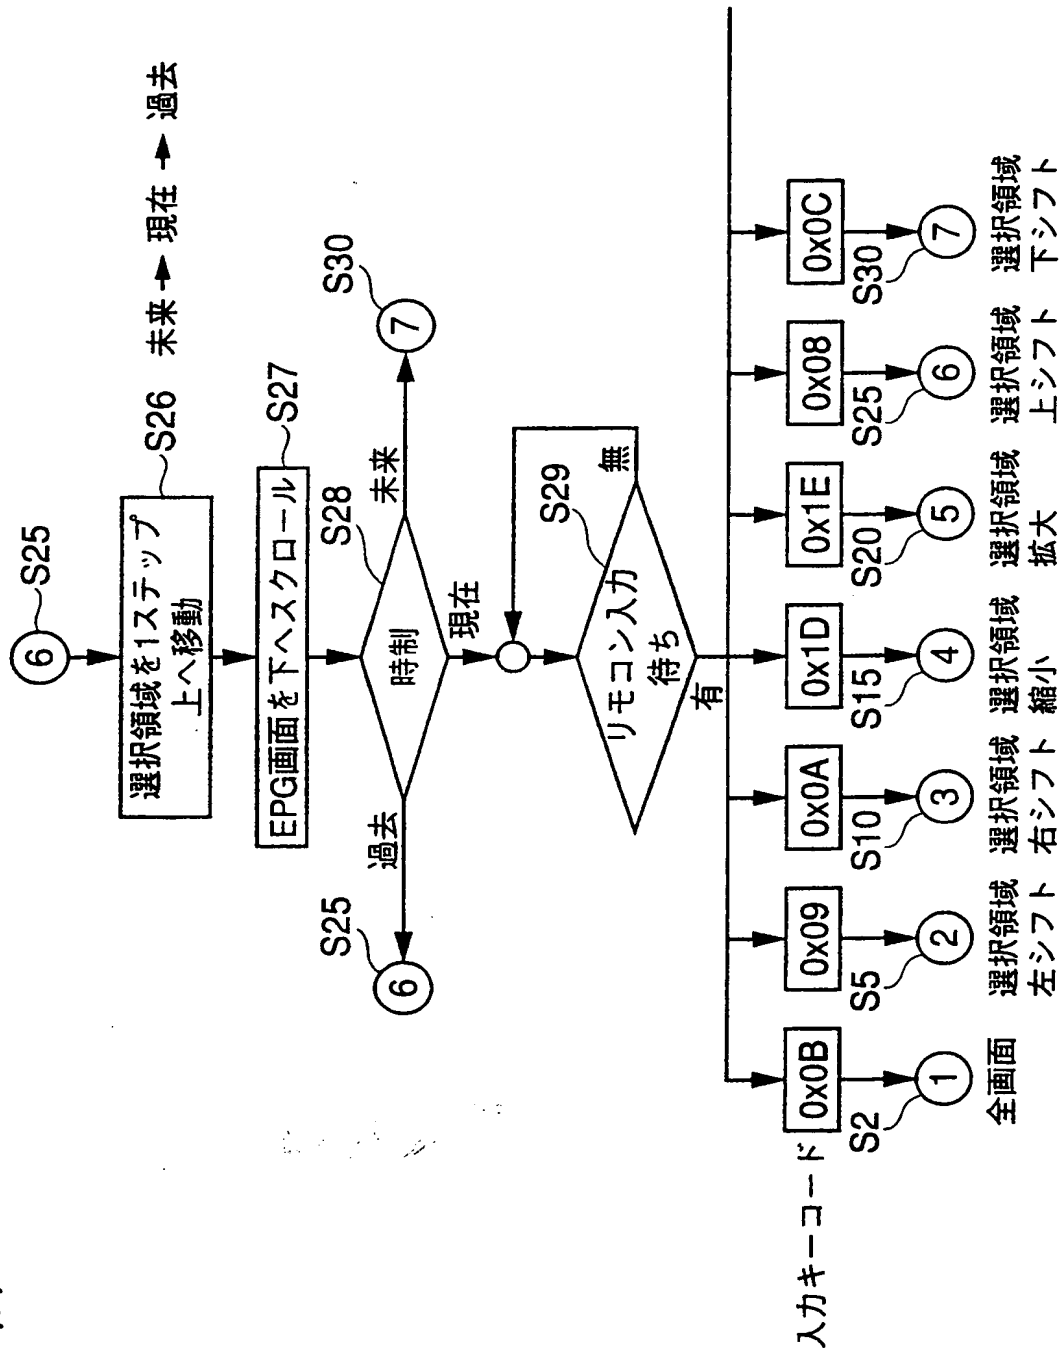 6
S25
選択領域を1ステップ
上へ移動
S26
未来→現在→過去
EPG画面を下へスクロール
S27
時制
S28
過去
未来
現在
6
S25
7
S30
リモコン入力
待ち
S29
無
有
入力キーコード
0x0B
0x09
0x0A
0x1D
0x1E
0x08
0x0C
S2
S5
S10
S15
S20
S25
S30
1
2
3
4
5
6
7
全画面
選択領域
左シフト
選択領域
右シフト
選択領域
縮小
選択領域
拡大
選択領域
上シフト
選択領域
下シフト